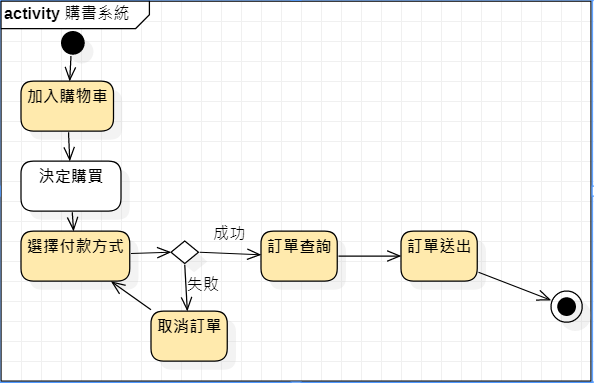 activity 購書系統
加入購物車
決定購買
選擇付款方式
成功
訂單查詢
訂單送出
失敗
取消訂單